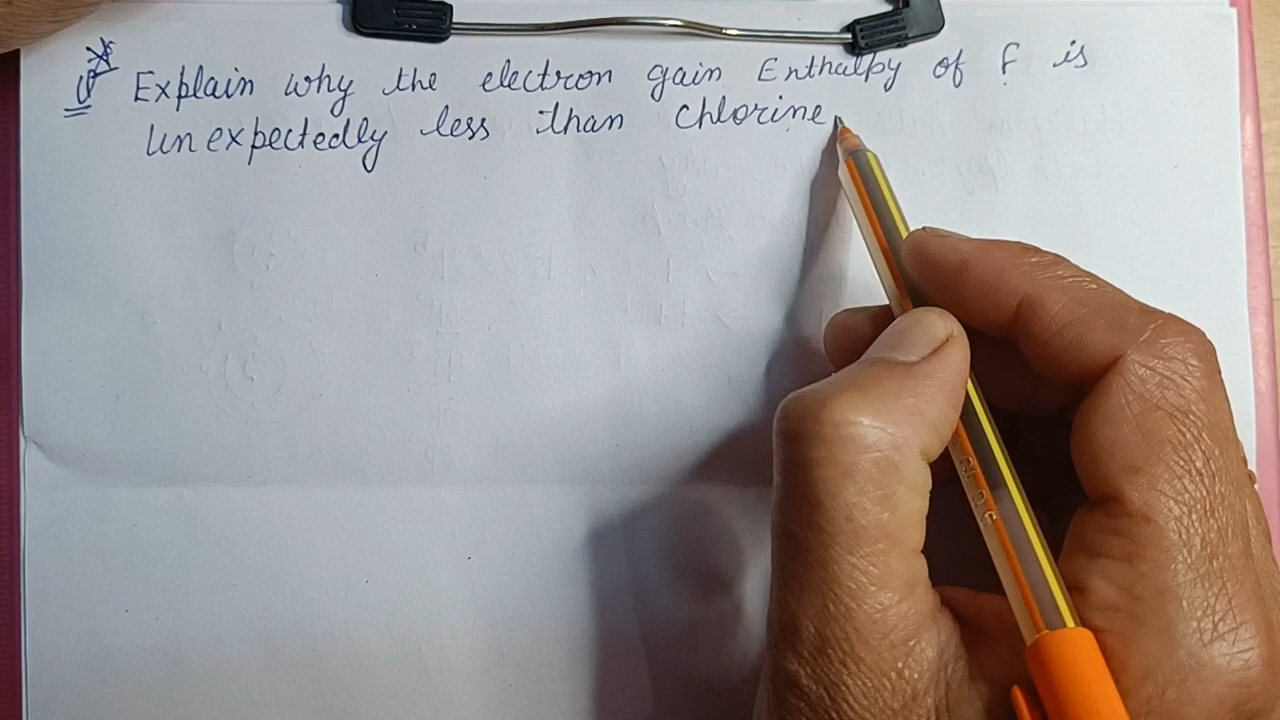 Q Explain why the electron gain Enthalpy of F is
unexpectedly less than chlorine